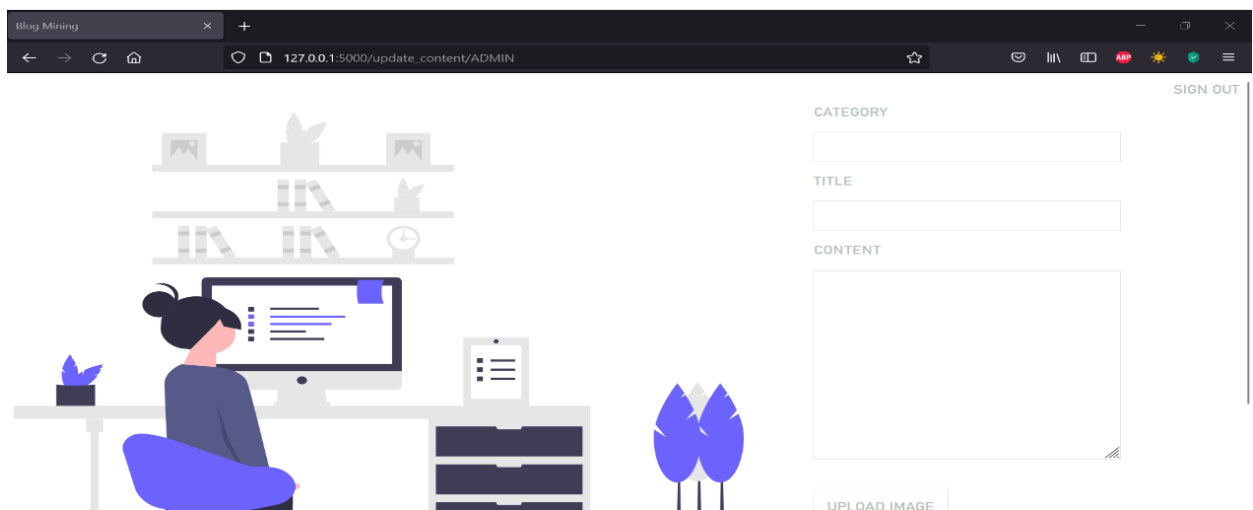 Blog Mining
127.0.0.1:5000/update_content/ADMIN
ABP
SIGN OUT
CATEGORY
TITLE
CONTENT
UPLOAD IMAGE